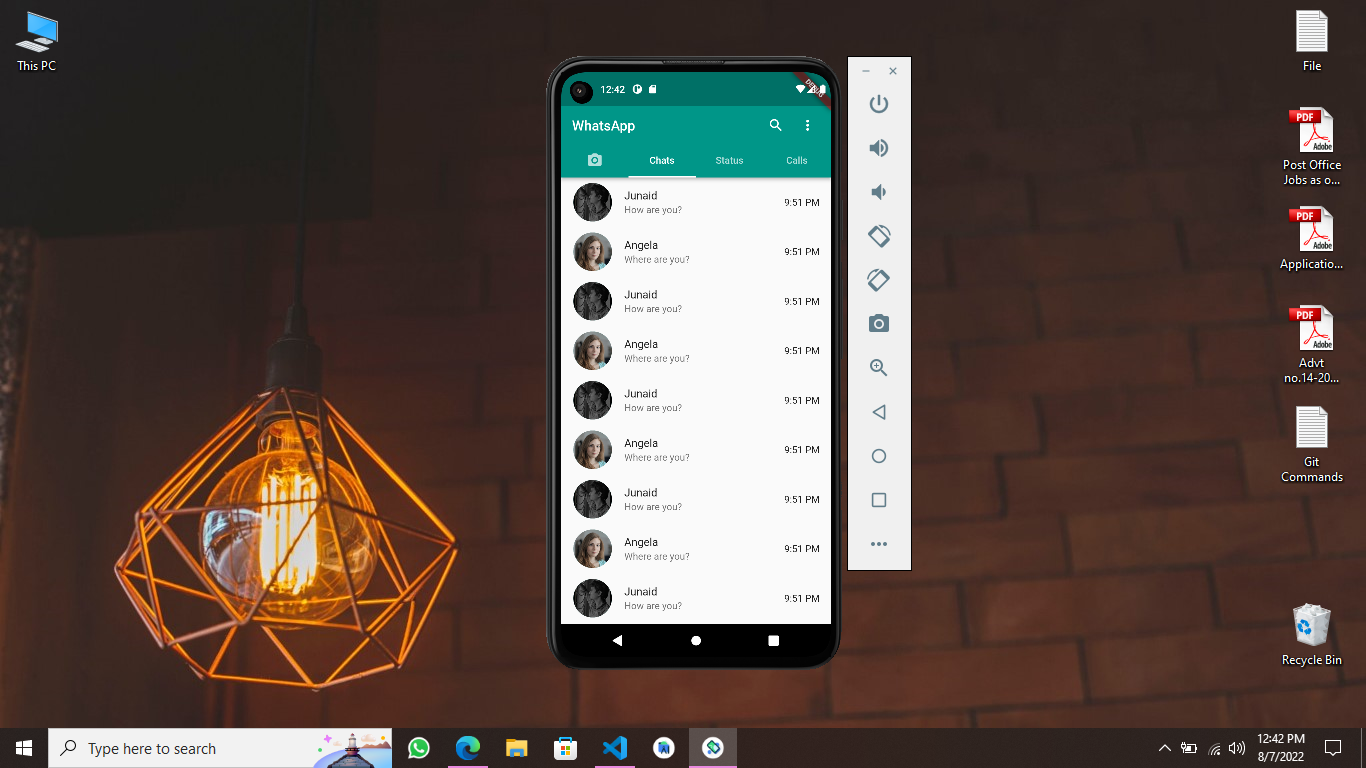 This PC
12:42
DEBUG
WhatsApp
Chats
Status
Calls
Junaid
How are you?
9:51 PM
Angela
Where are you?
9:51 PM
Junaid
How are you?
9:51 PM
Angela
Where are you?
9:51 PM
Junaid
How are you?
9:51 PM
Angela
Where are you?
9:51 PM
Junaid
How are you?
9:51 PM
Angela
Where are you?
9:51 PM
Junaid
How are you?
9:51 PM
File
PDF
Adobe
Post Office
Jobs as o...
PDF
Adobe
Applicatio...
PDF
Adobe
Advt
no.14-20...
Git
Commands
Recycle Bin
Type here to search
12:42 PM
8/7/2022